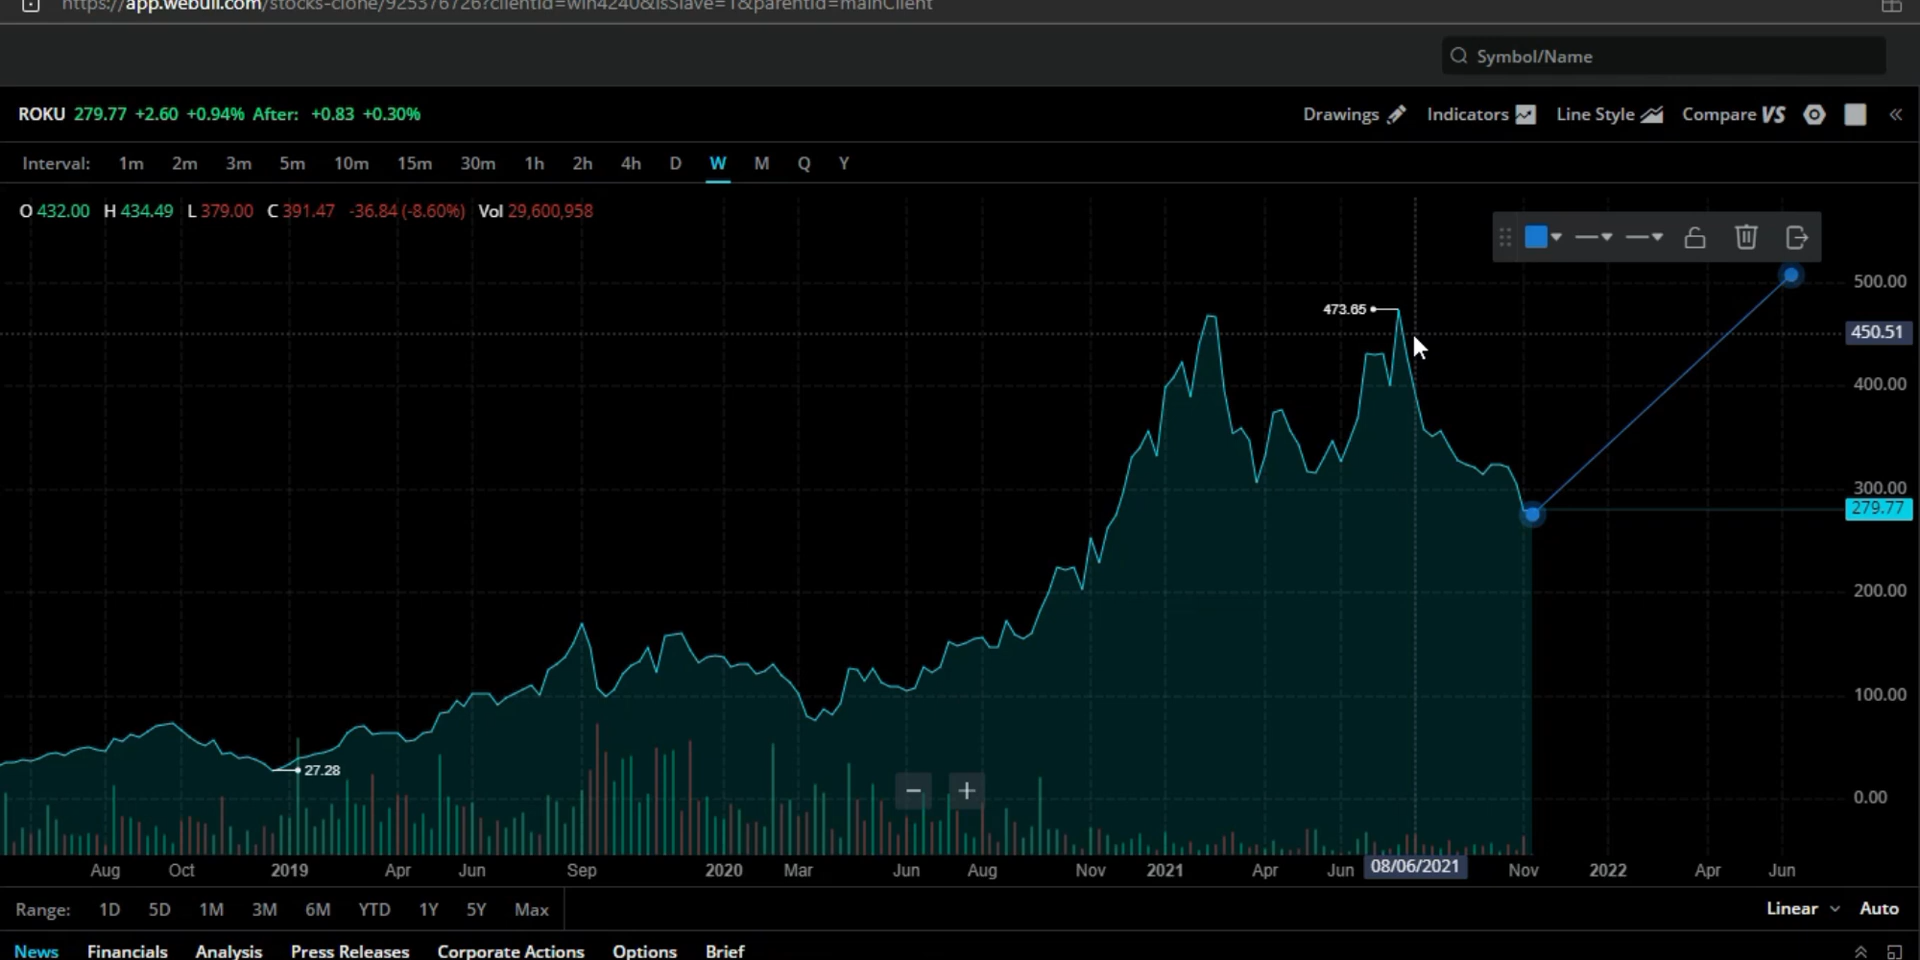 https://app.webull.com/stocks-clone/925376726?clientId=win4240&isSlave=1&parentId=mainClient
Symbol/Name
ROKU 279.77 +2.60 +0.94% After: +0.83 +0.30%
Drawings Indicators Line Style Compare VS
Interval: 1m 2m 3m 5m 10m 15m 30m 1h 2h 4h D W M Q Y
O 432.00 H 434.49 L 379.00 C 391.47 -36.84 (-8.60%) Vol 29,600,958
500.00
473.65
450.51
400.00
300.00
279.77
200.00
100.00
27.28
− +
0.00
Aug Oct 2019 Apr Jun Sep 2020 Mar Jun Aug Nov 2021 Apr Jun 08/06/2021 Nov 2022 Apr Jun
Range: 1D 5D 1M 3M 6M YTD 1Y 5Y Max
Linear Auto
News Financials Analysis Press Releases Corporate Actions Options Brief